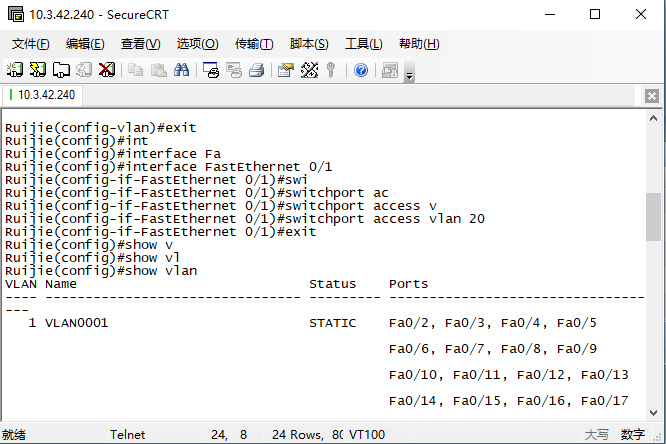 10.3.42.240 - SecureCRT
文件(F) 编辑(E) 查看(V) 选项(O) 传输(T) 脚本(S) 工具(L) 帮助(H)
10.3.42.240
Ruijie(config-vlan)#exit
Ruijie(config)#int
Ruijie(config)#interface Fa
Ruijie(config)#interface FastEthernet 0/1
Ruijie(config-if-FastEthernet 0/1)#swi
Ruijie(config-if-FastEthernet 0/1)#switchport ac
Ruijie(config-if-FastEthernet 0/1)#switchport access v
Ruijie(config-if-FastEthernet 0/1)#switchport access vlan 20
Ruijie(config-if-FastEthernet 0/1)#exit
Ruijie(config)#show v
Ruijie(config)#show vl
Ruijie(config)#show vlan
VLAN Name                             Status    Ports
---- -------------------------------- --------- --------------------------------
---
   1 VLAN0001                         STATIC    Fa0/2, Fa0/3, Fa0/4, Fa0/5
                                                Fa0/6, Fa0/7, Fa0/8, Fa0/9
                                                Fa0/10, Fa0/11, Fa0/12, Fa0/13
                                                Fa0/14, Fa0/15, Fa0/16, Fa0/17
就绪 Telnet 24, 8 24 Rows, 80 VT100 大写 数字